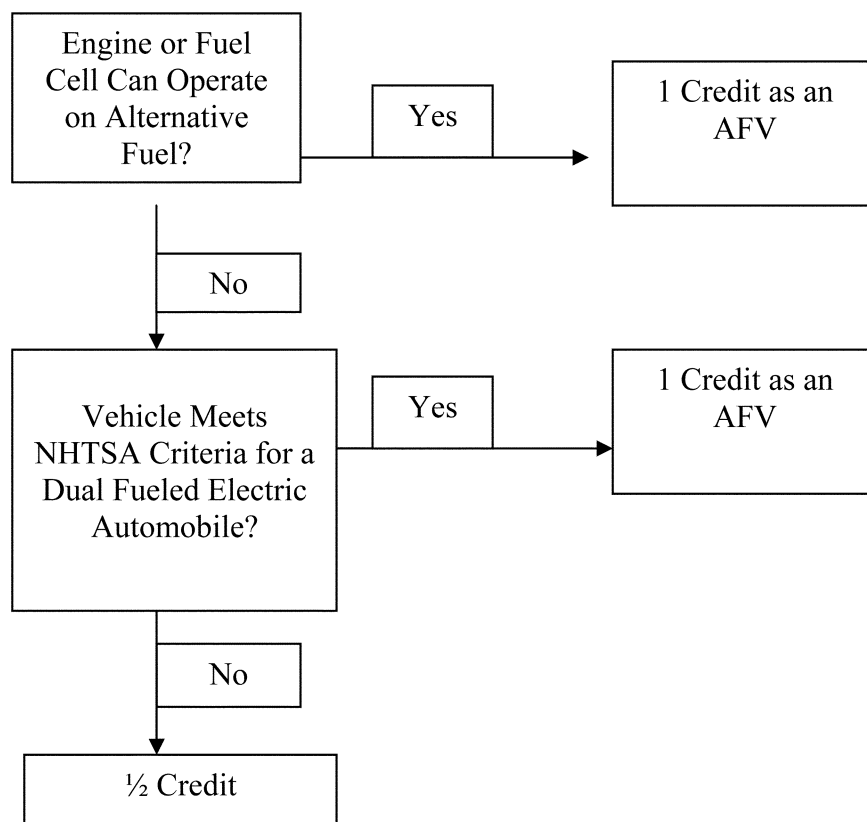 Engine or Fuel
Cell Can Operate
on Alternative
Fuel?
Yes
1 Credit as an
AFV
No
Vehicle Meets
NHTSA Criteria for a
Dual Fueled Electric
Automobile?
Yes
1 Credit as an
AFV
No
½ Credit